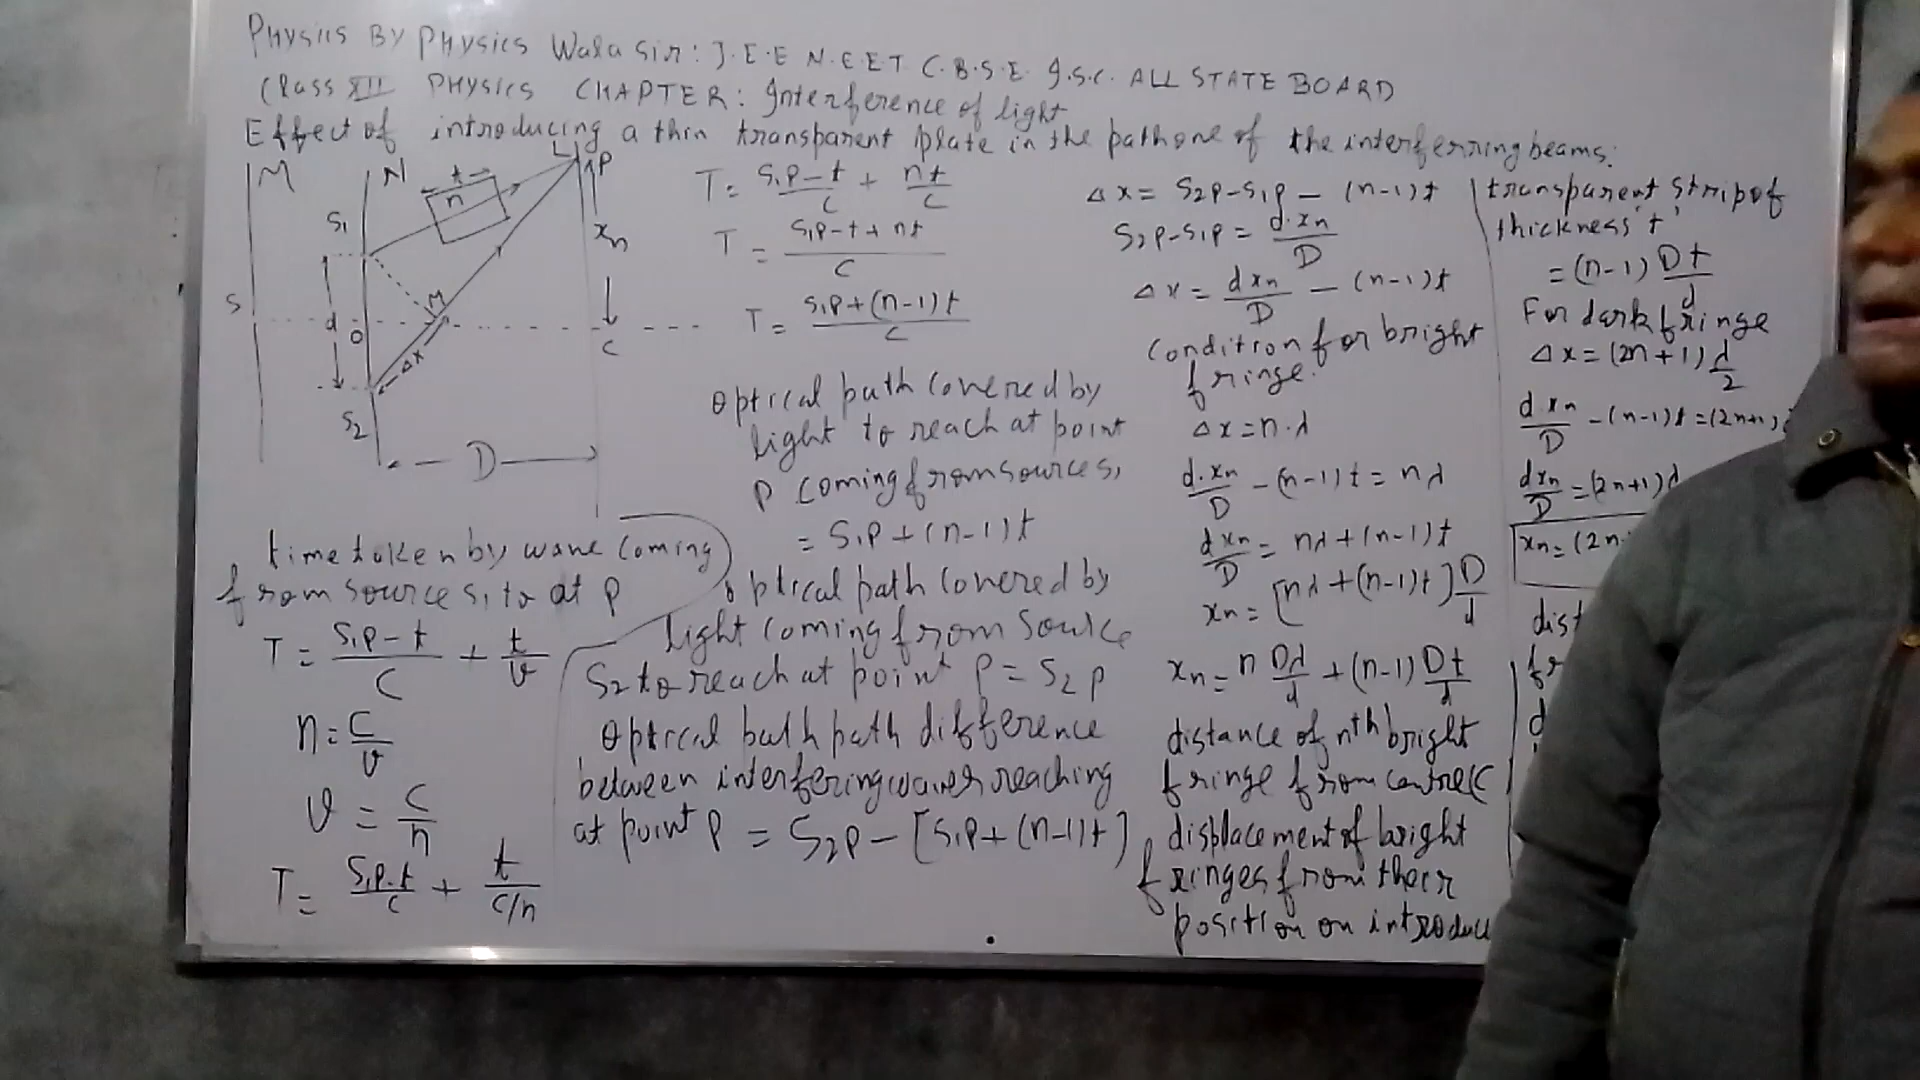 Physics By Physics Wala Sir: J.E.E N.E.E.T. C.B.S.E. I.S.C. ALL STATE BOARD
Class XII PHYSICS CHAPTER: Interference of light
Effect of introducing a thin transparent plate in the path one of the interferring beams:
M N L P
t
n
S1
xn
S d O M
Δx
C
S2
D
time taken by wave coming
from source s1 to at P
T = S1P-t/C + t/v
n = C/v
v = C/n
T = S1P-t/C + t/C/n
T = S1P-t/C + nt/C
T = S1P-t+nt/C
T = S1P+(n-1)t/C
Optical path covered by
light to reach at point
P coming from source s1
= S1P+(n-1)t
Optical path covered by
light coming from source
S2 to reach at point P = S2P
Optical path path difference
between interfering waves reaching
at point P = S2P-[S1P+(n-1)t]
Δx = S2P-S1P-(n-1)t
S2P-S1P = d.xn/D
Δx = dxn/D - (n-1)t
Condition for bright
fringe.
Δx = n.λ
d.xn/D - (n-1)t = nλ
dxn/D = nλ+(n-1)t
xn = [nλ+(n-1)t]D/d
xn = n Dλ/d + (n-1)Dt/d
distance of nth bright
fringe from centre C
displacement of bright
fringes from their
position on introduc
transparent strip of
thickness 't'
= (n-1)Dt/d
For dark fringe
Δx = (2n+1)λ/2
d.xn/D - (n-1)t = (2n+1)
dxn/D = (2n+1)λ
xn = (2n
dist
fr
d